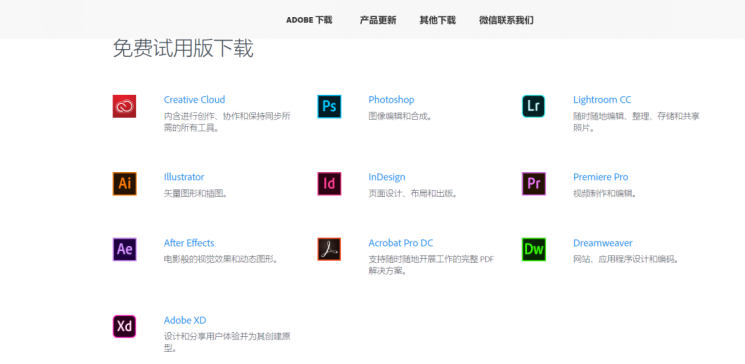 ADOBE 下载 产品更新 其他下载 微信联系我们
免费试用版下载
Creative Cloud
内含进行创作、协作和保持同步所
需的所有工具。
Ps
Photoshop
图像编辑和合成。
Lr
Lightroom CC
随时随地编辑、整理、存储和共享
照片。
Ai
Illustrator
矢量图形和插图。
Id
InDesign
页面设计、布局和出版。
Pr
Premiere Pro
视频制作和编辑。
Ae
After Effects
电影般的视觉效果和动态图形。
Acrobat Pro DC
支持随时随地开展工作的完整 PDF
解决方案。
Dw
Dreamweaver
网站、应用程序设计和编码。
Xd
Adobe XD
设计和分享用户体验并为其创建原
型。